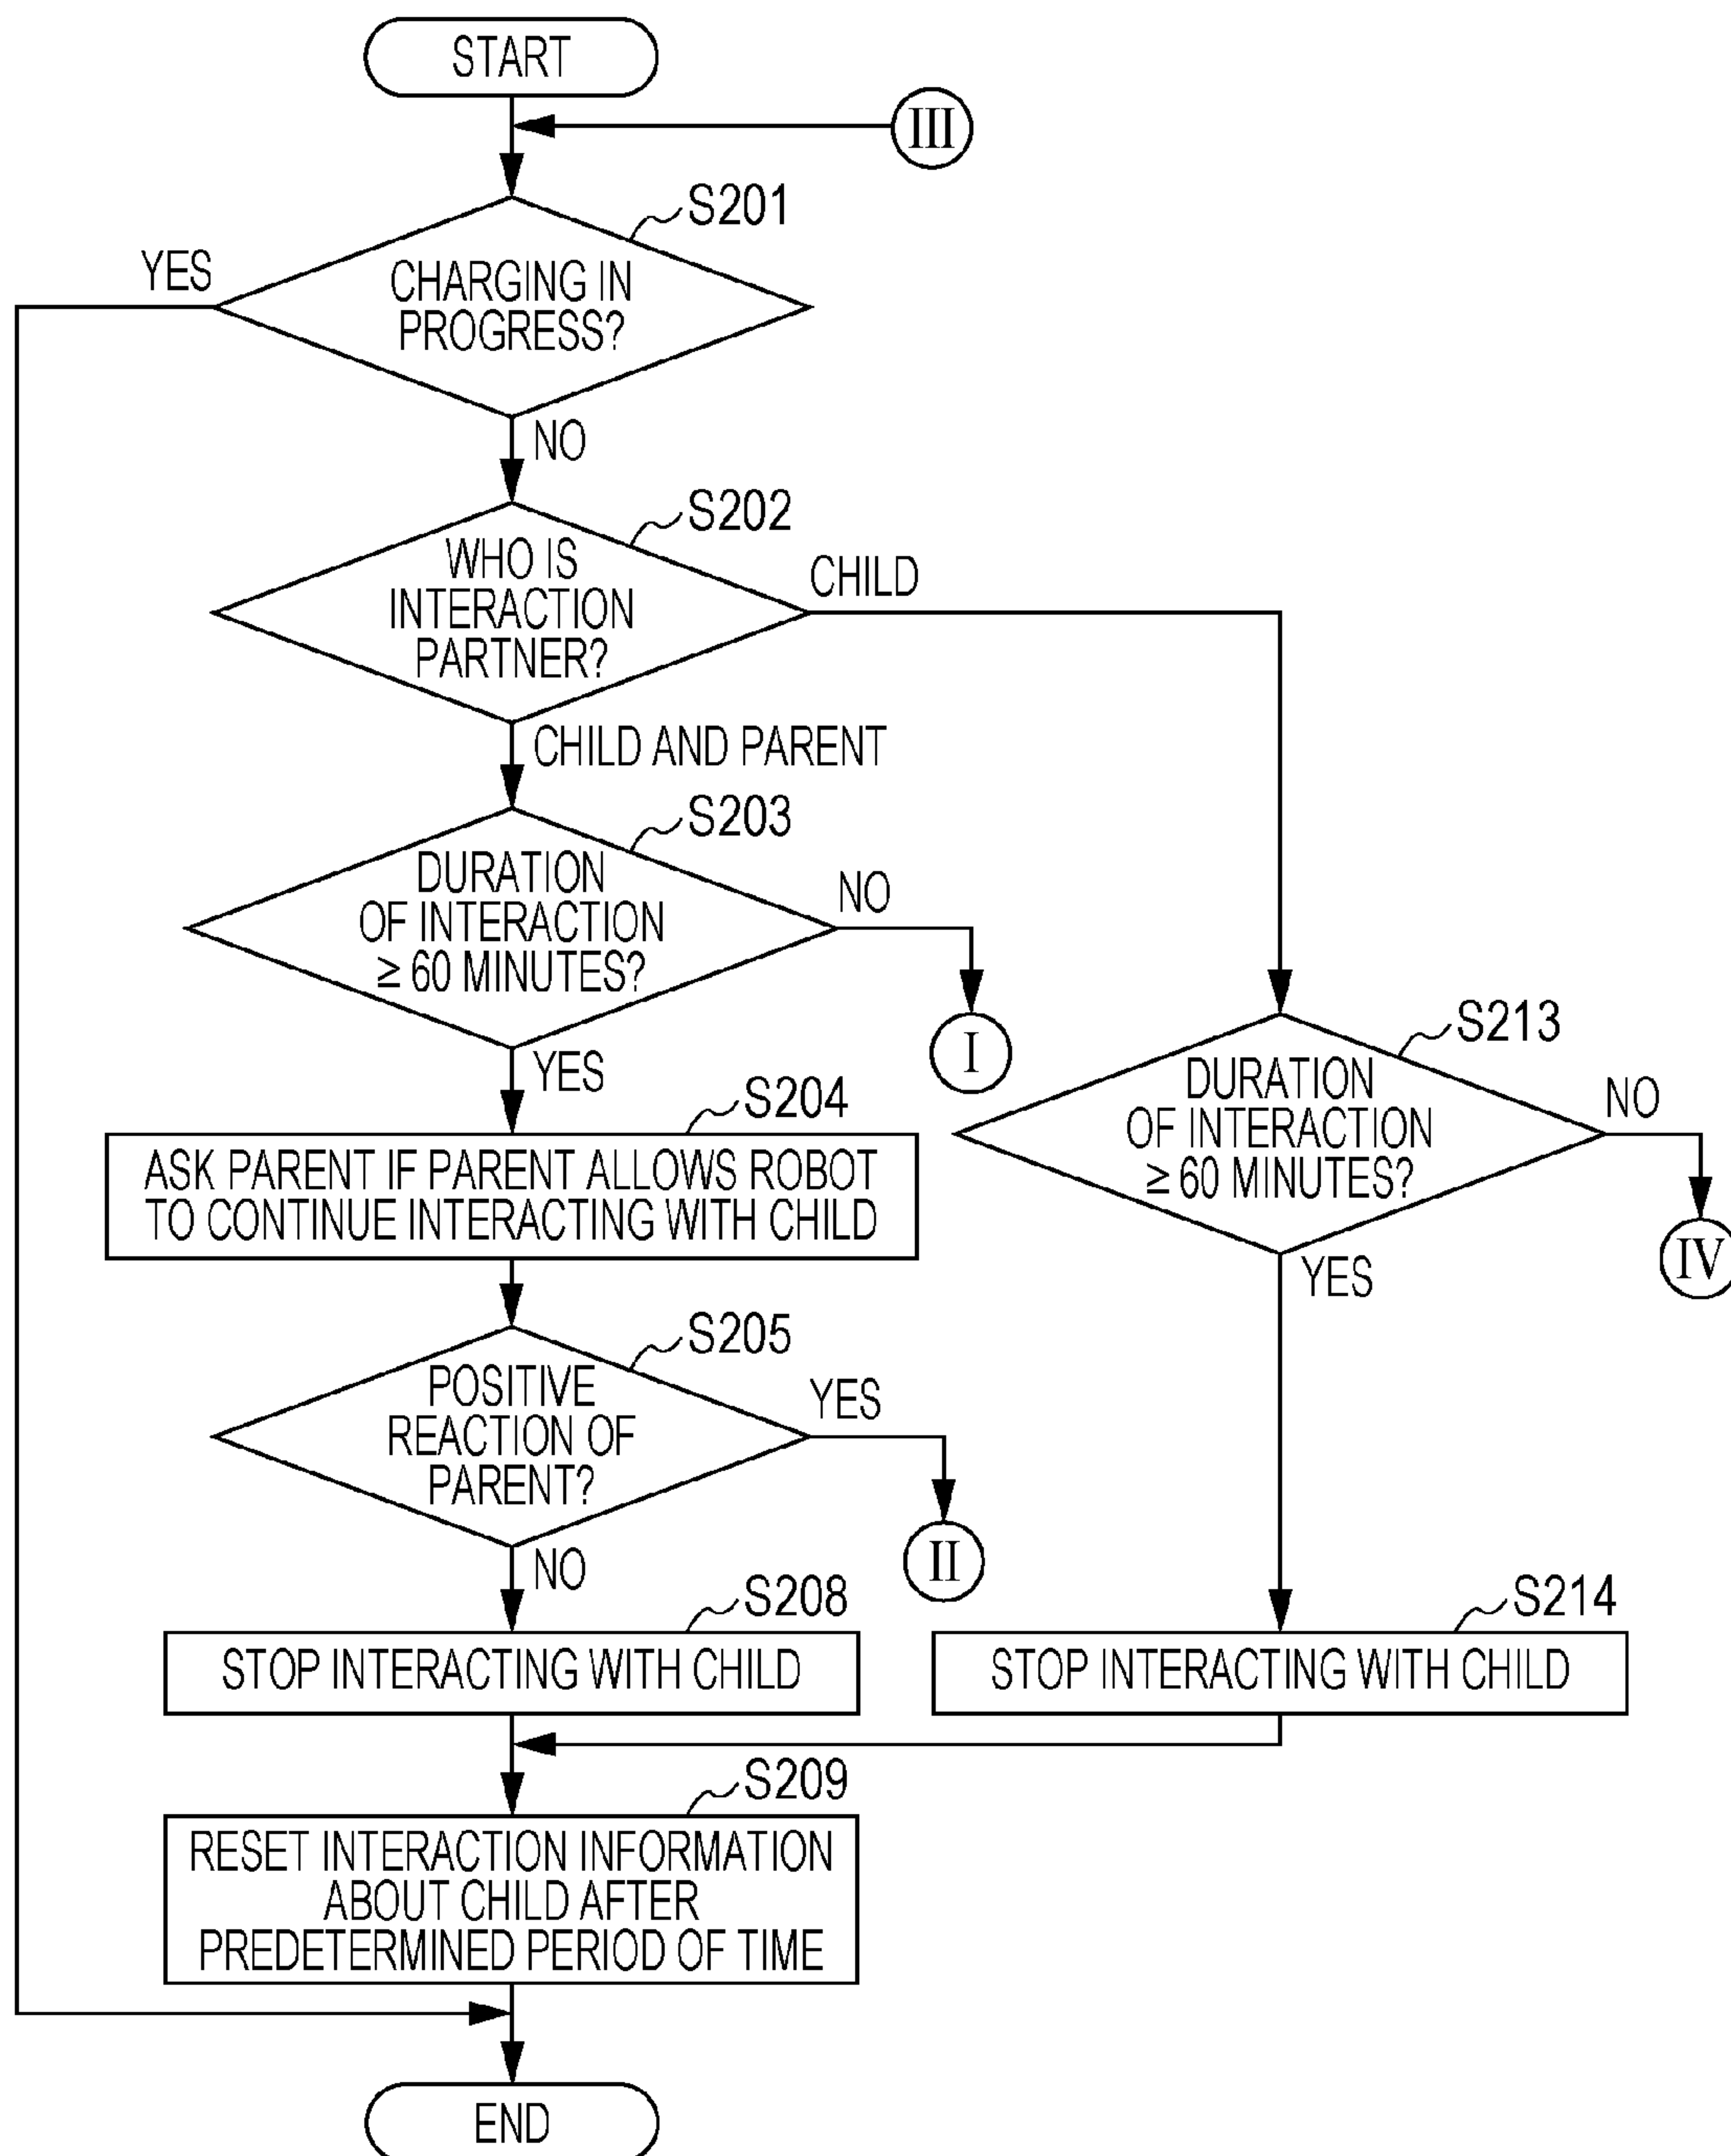 START
III
S201
YES
CHARGING IN
PROGRESS?
NO
S202
WHO IS
INTERACTION
PARTNER?
CHILD
CHILD AND PARENT
S203
DURATION
OF INTERACTION
≥ 60 MINUTES?
NO
I
YES
S213
DURATION
OF INTERACTION
≥ 60 MINUTES?
NO
IV
YES
S204
ASK PARENT IF PARENT ALLOWS ROBOT
TO CONTINUE INTERACTING WITH CHILD
S205
POSITIVE
REACTION OF
PARENT?
YES
II
NO
S208
STOP INTERACTING WITH CHILD
S214
STOP INTERACTING WITH CHILD
S209
RESET INTERACTION INFORMATION
ABOUT CHILD AFTER
PREDETERMINED PERIOD OF TIME
END